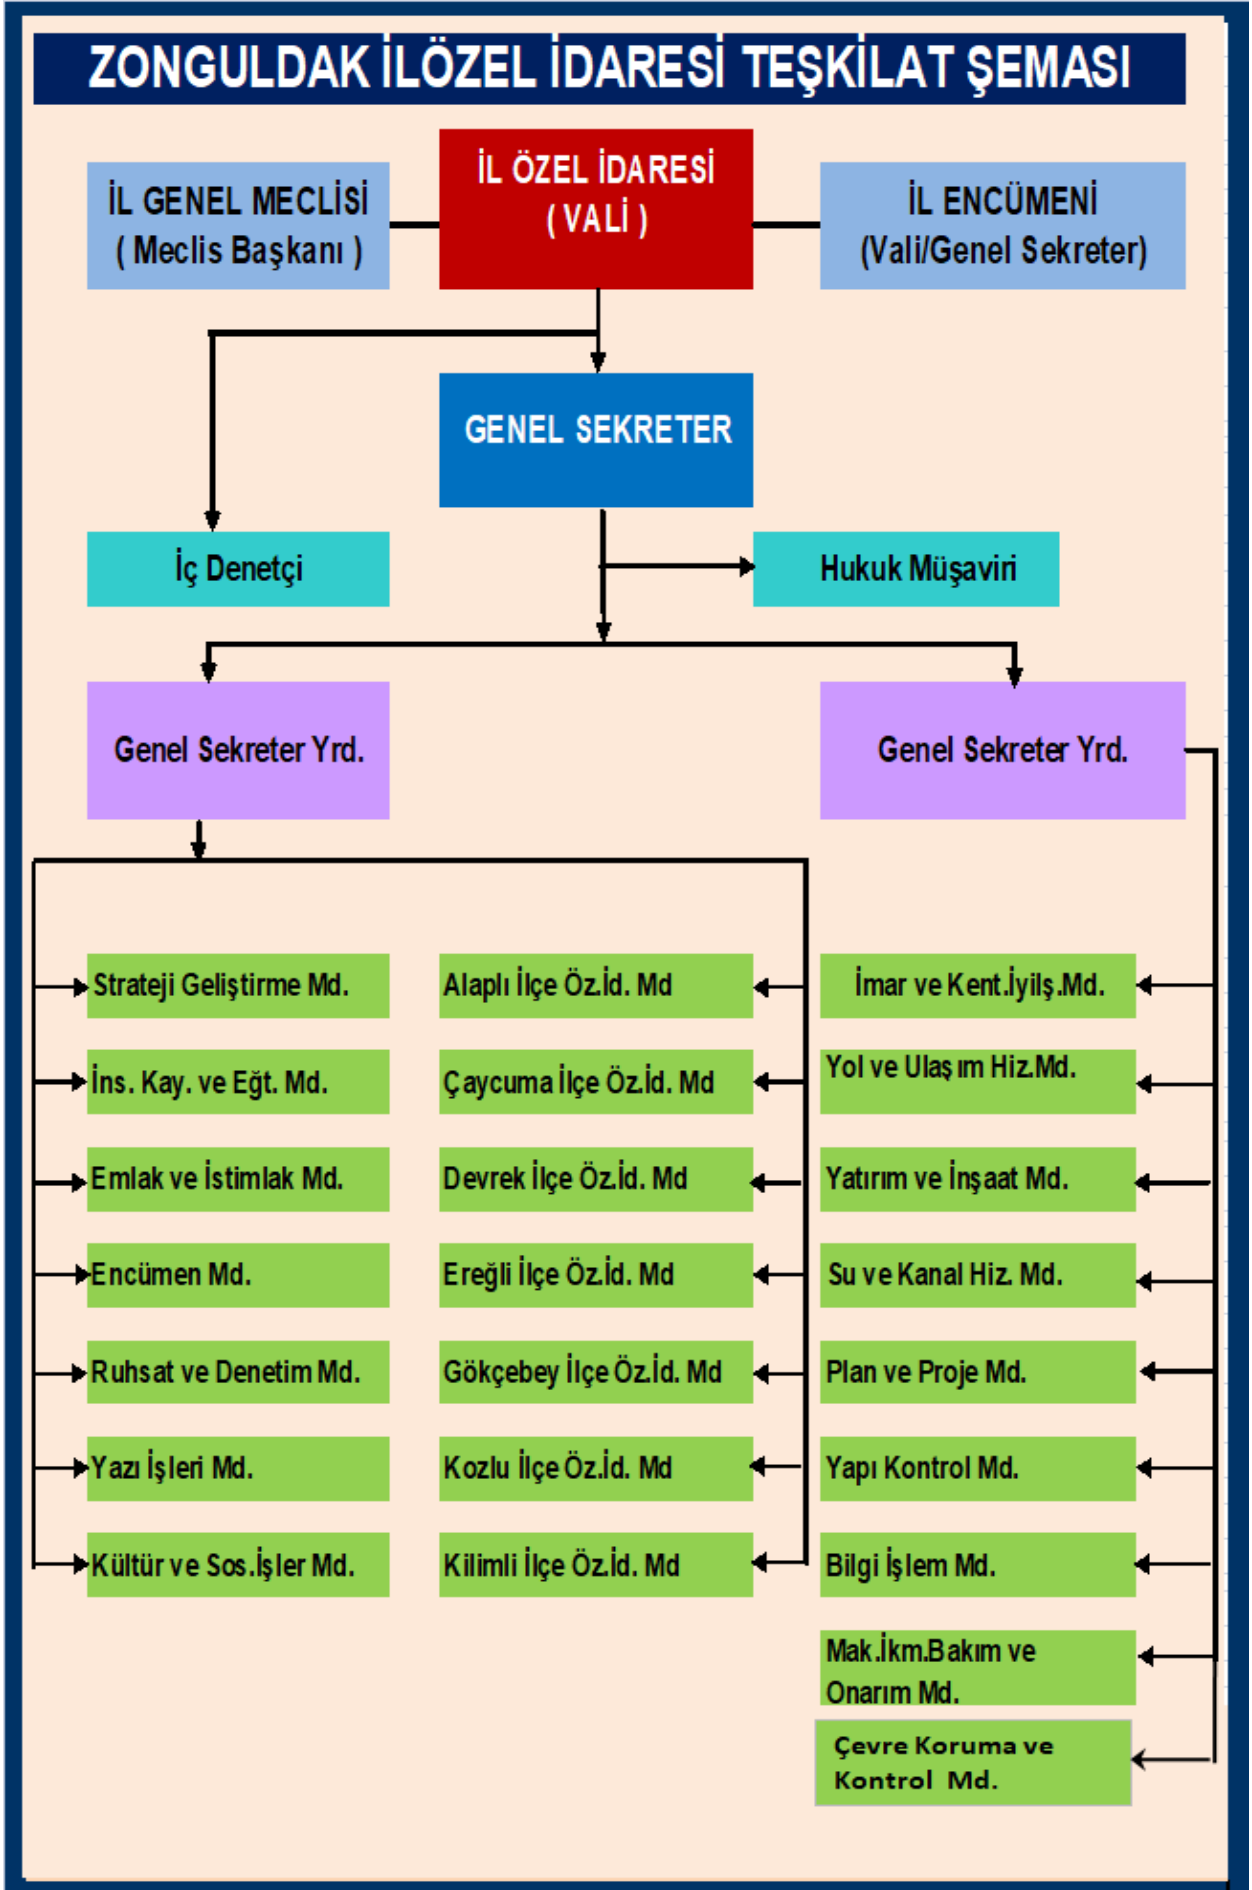 ZONGULDAK İLÖZEL İDARESİ TEŞKİLAT ŞEMASI
İL GENEL MECLİSİ
( Meclis Başkanı )
İL ÖZEL İDARESİ
( VALİ )
İL ENCÜMENİ
(Vali/Genel Sekreter)
GENEL SEKRETER
İç Denetçi
Hukuk Müşaviri
Genel Sekreter Yrd.
Genel Sekreter Yrd.
Strateji Geliştirme Md.
İns. Kay. ve Eğt. Md.
Emlak ve İstimlak Md.
Encümen Md.
Ruhsat ve Denetim Md.
Yazı İşleri Md.
Kültür ve Sos.İşler Md.
Alaplı İlçe Öz.İd. Md
Çaycuma İlçe Öz.İd. Md
Devrek İlçe Öz.İd. Md
Ereğli İlçe Öz.İd. Md
Gökçebey İlçe Öz.İd. Md
Kozlu İlçe Öz.İd. Md
Kilimli İlçe Öz.İd. Md
İmar ve Kent.İyilş.Md.
Yol ve Ulaşım Hiz.Md.
Yatırım ve İnşaat Md.
Su ve Kanal Hiz. Md.
Plan ve Proje Md.
Yapı Kontrol Md.
Bilgi İşlem Md.
Mak.İkm.Bakım ve
Onarım Md.
Çevre Koruma ve
Kontrol Md.